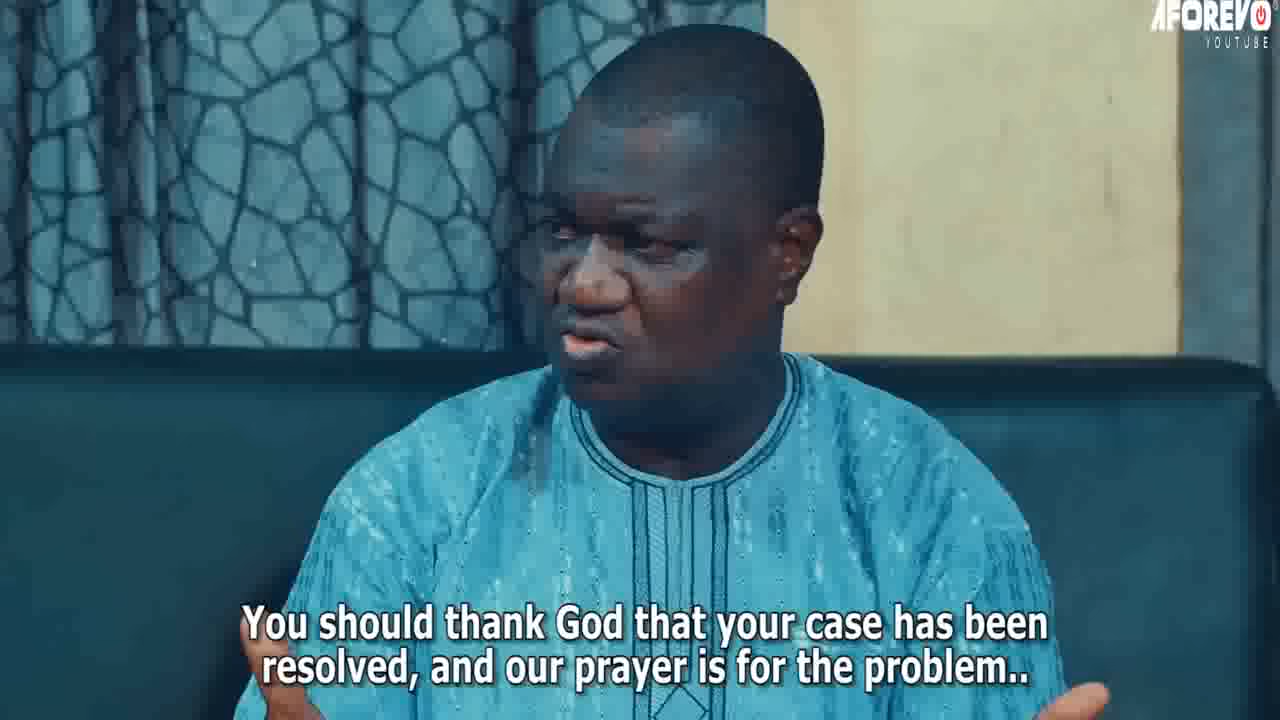 AFOREVO
YOUTUBE
You should thank God that your case has been
resolved, and our prayer is for the problem..